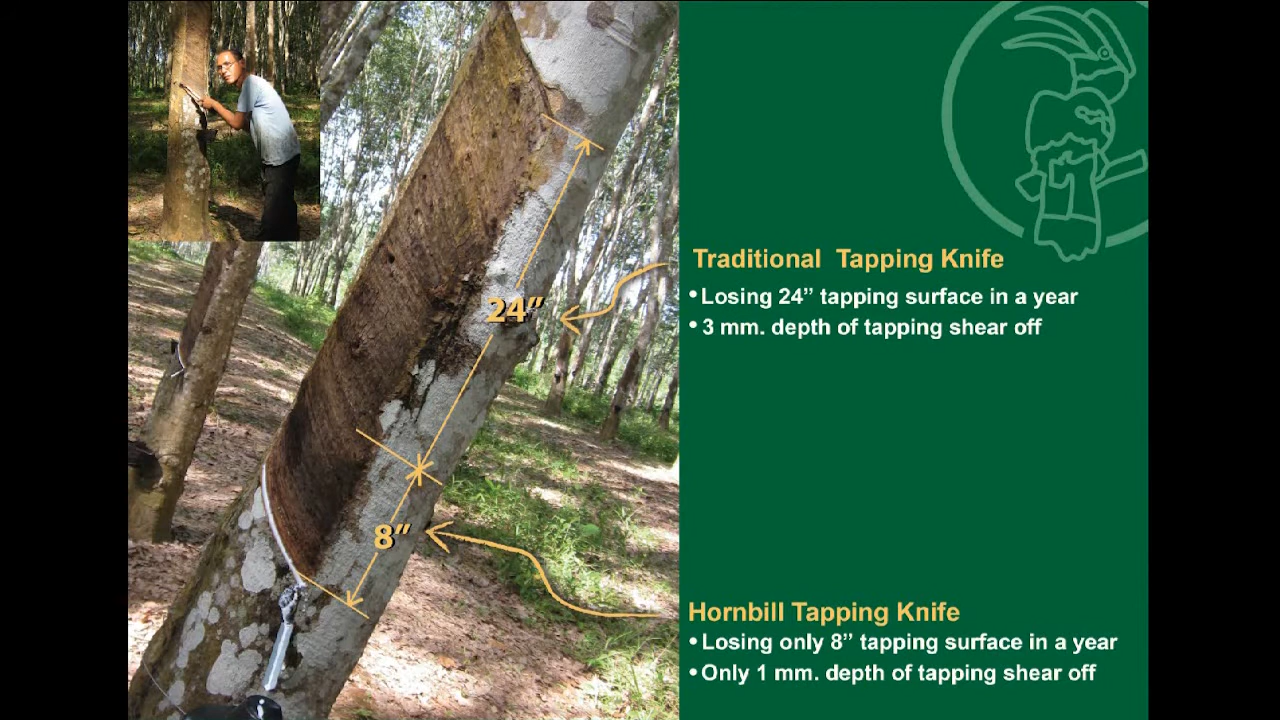 Traditional Tapping Knife
• Losing 24” tapping surface in a year
• 3 mm. depth of tapping shear off
24”
8”
Hornbill Tapping Knife
• Losing only 8” tapping surface in a year
• Only 1 mm. depth of tapping shear off